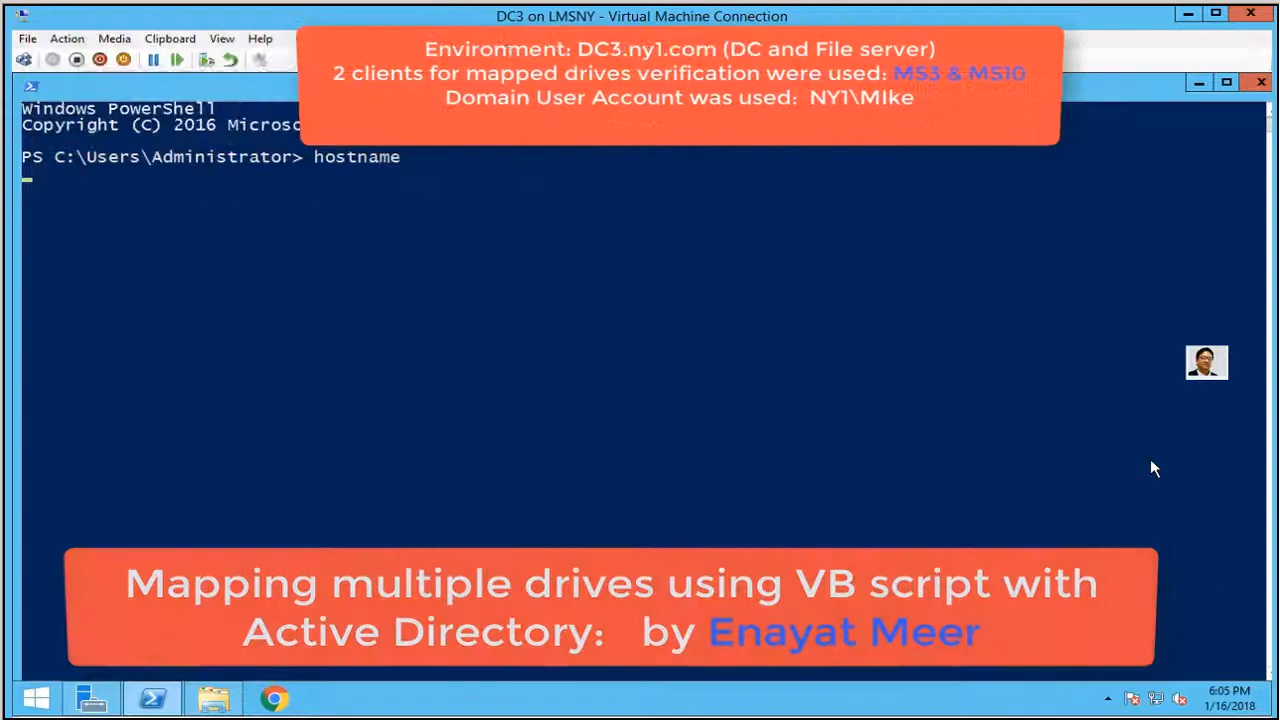 DC3 on LMSNY - Virtual Machine Connection
File Action Media Clipboard View Help
Environment: DC3.ny1.com (DC and File server)
2 clients for mapped drives verification were used: MS3 & MS10
Domain User Account was used: NY1\MIke
Windows PowerShell
Copyright (C) 2016 Microsc
PS C:\Users\Administrator> hostname
Mapping multiple drives using VB script with
Active Directory: by Enayat Meer
6:05 PM
1/16/2018